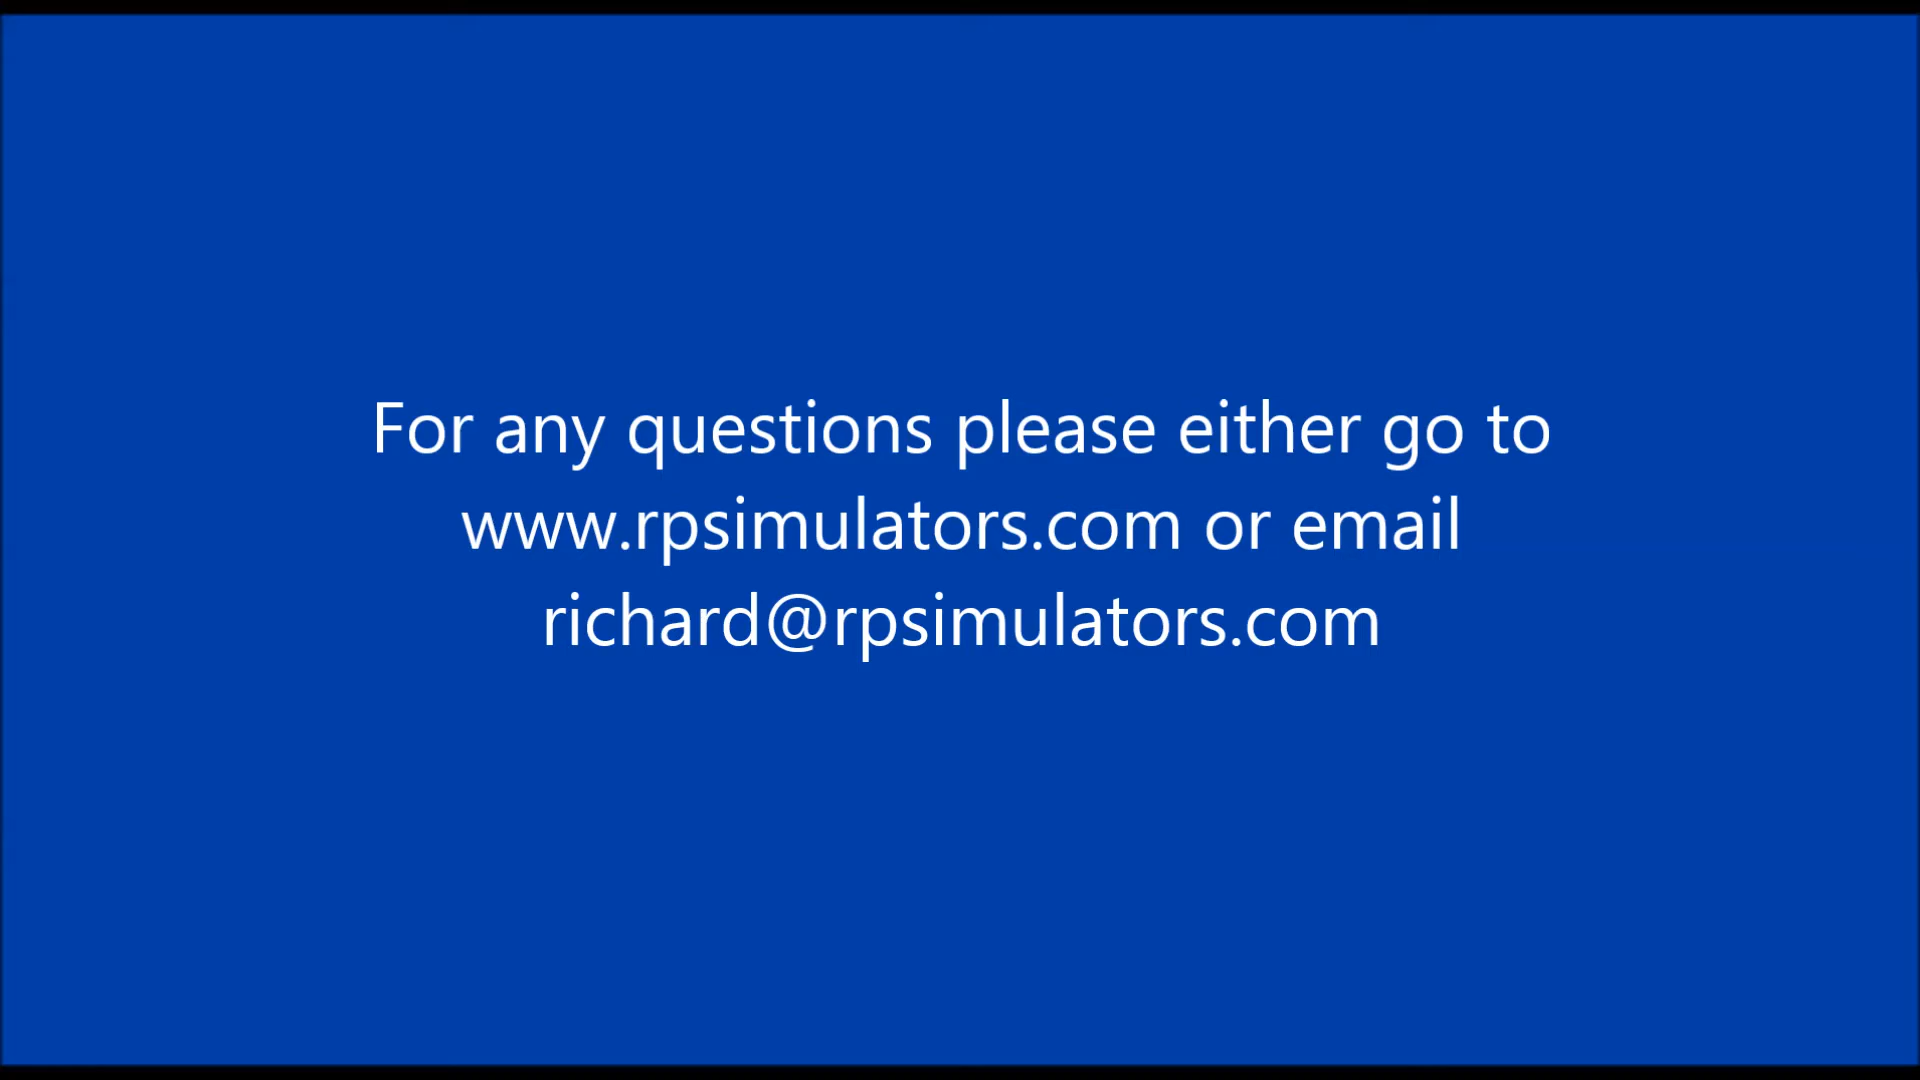 For any questions please either go to
www.rpsimulators.com or email
richard@rpsimulators.com